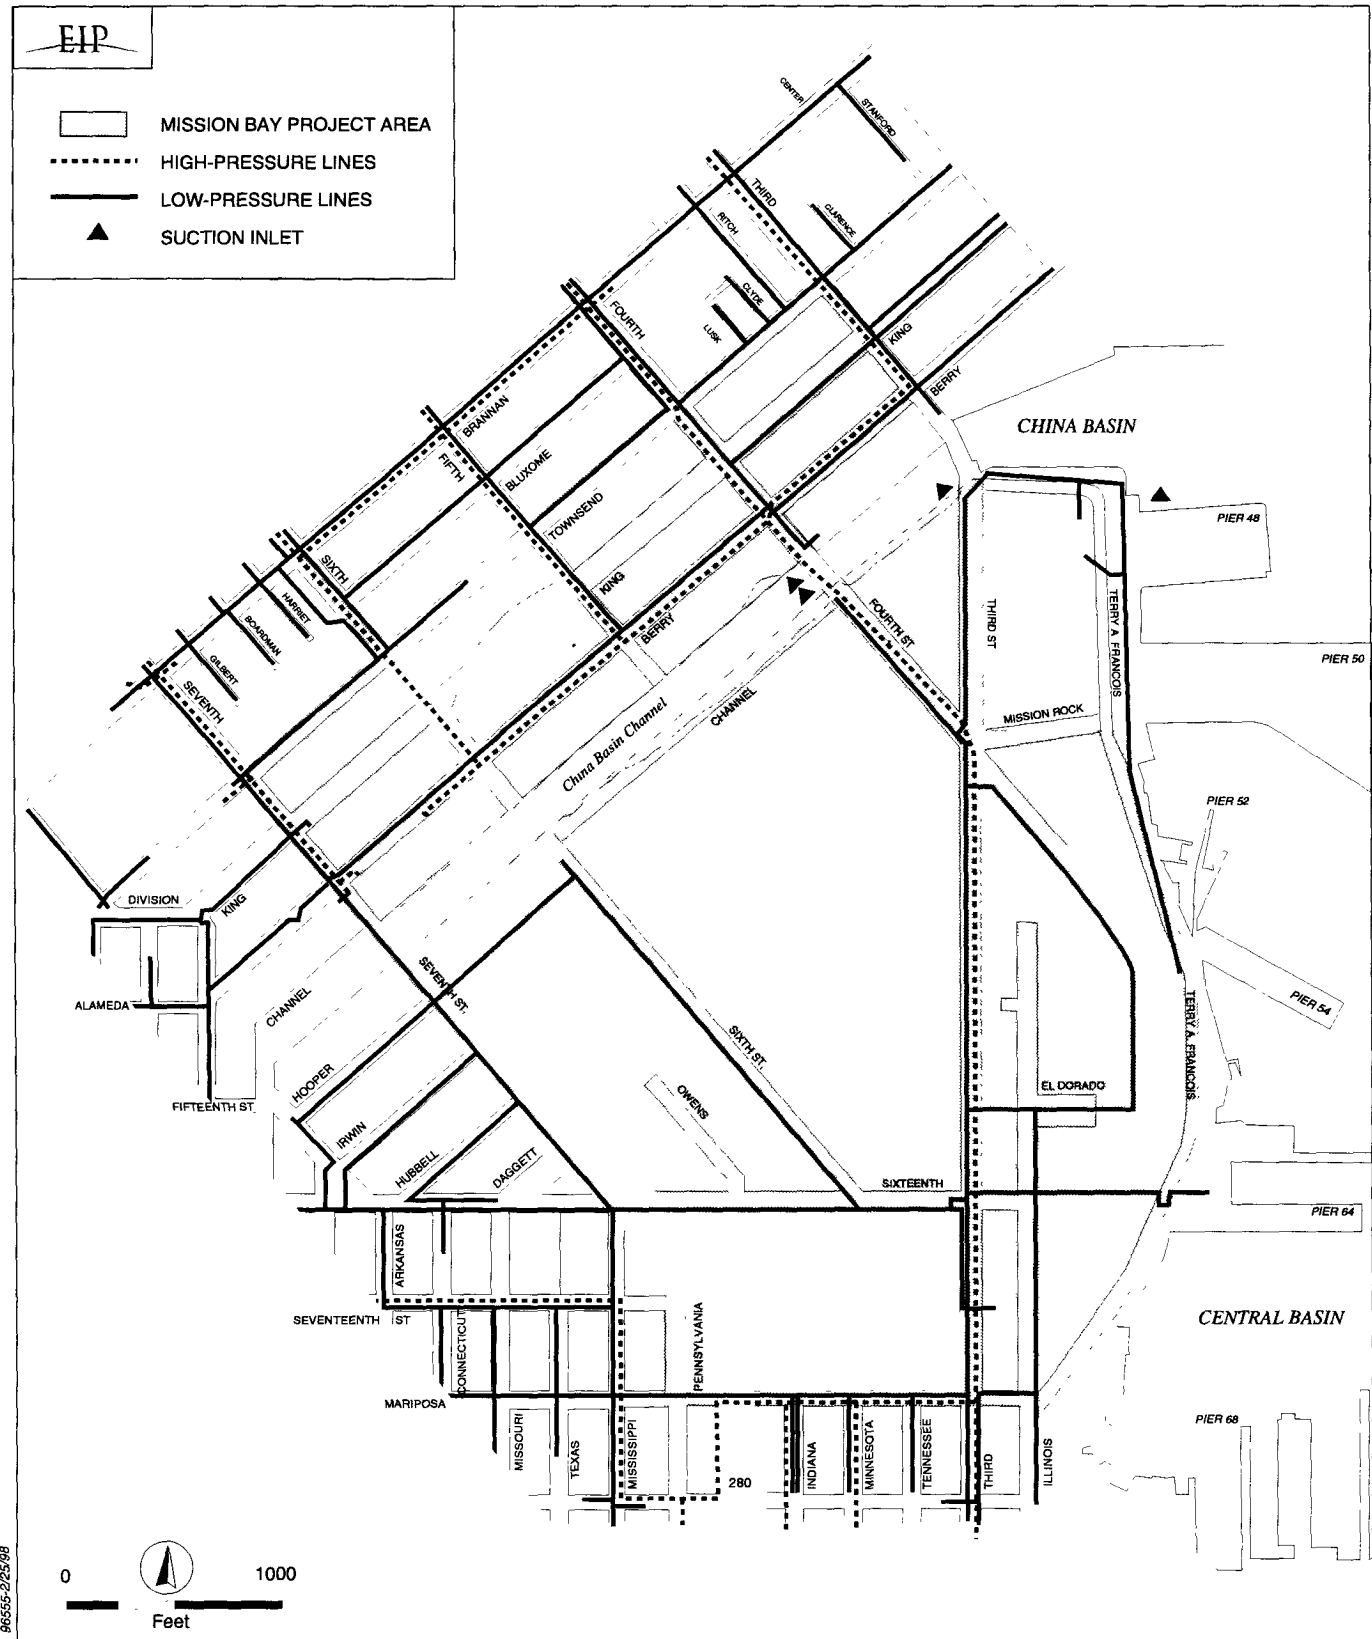 EIP
MISSION BAY PROJECT AREA
HIGH-PRESSURE LINES
LOW-PRESSURE LINES
SUCTION INLET
CENTER
STANFORD
THIRD
RITCH
CLARENCE
CLYDE
LUSK
FOURTH
KING
BERRY
BRANNAN
FIFTH
BLUXOME
TOWNSEND
KING
BERRY
SIXTH
HARRIET
BOARDMAN
GILBERT
SEVENTH
CHINA BASIN
PIER 48
PIER 50
FOURTH ST.
THIRD ST
TERRY A. FRANCOIS
MISSION ROCK
CHANNEL
China Basin Channel
PIER 52
DIVISION
KING
SEVENTH ST.
ALAMEDA
CHANNEL
PIER 54
TERRY A. FRANCOIS
SIXTH ST.
HOOPER
OWENS
EL DORADO
FIFTEENTH ST.
IRWIN
HUBBELL
DAGGETT
SIXTEENTH
PIER 64
ARKANSAS
SEVENTEENTH ST
CENTRAL BASIN
CONNECTICUT
PENNSYLVANIA
MARIPOSA
MISSOURI
TEXAS
MISSISSIPPI
280
INDIANA
MINNESOTA
TENNESSEE
THIRD
ILLINOIS
PIER 68
0 1000
Feet
96555-2/25/98